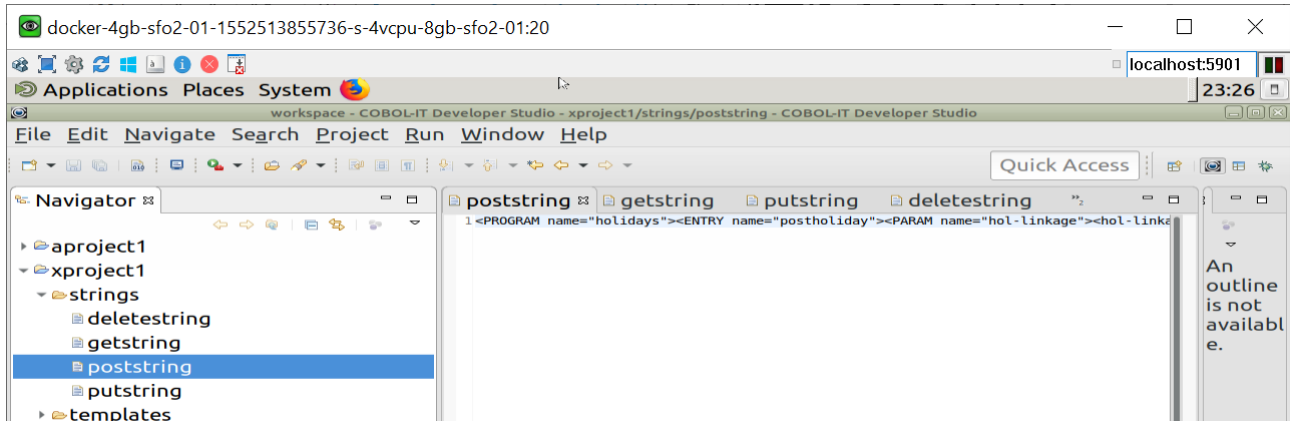 docker-4gb-sfo2-01-1552513855736-s-4vcpu-8gb-sfo2-01:20
localhost:5901
Applications Places System 23:26
workspace - COBOL-IT Developer Studio - xproject1/strings/poststring - COBOL-IT Developer Studio
File Edit Navigate Search Project Run Window Help
Quick Access
Navigator poststring getstring putstring deletestring »2
1 <PROGRAM name="holidays"><ENTRY name="postholiday"><PARAM name="hol-linkage"><hol-linka
aproject1
xproject1
strings
deletestring
getstring
poststring
putstring
templates
An
outline
is not
availabl
e.